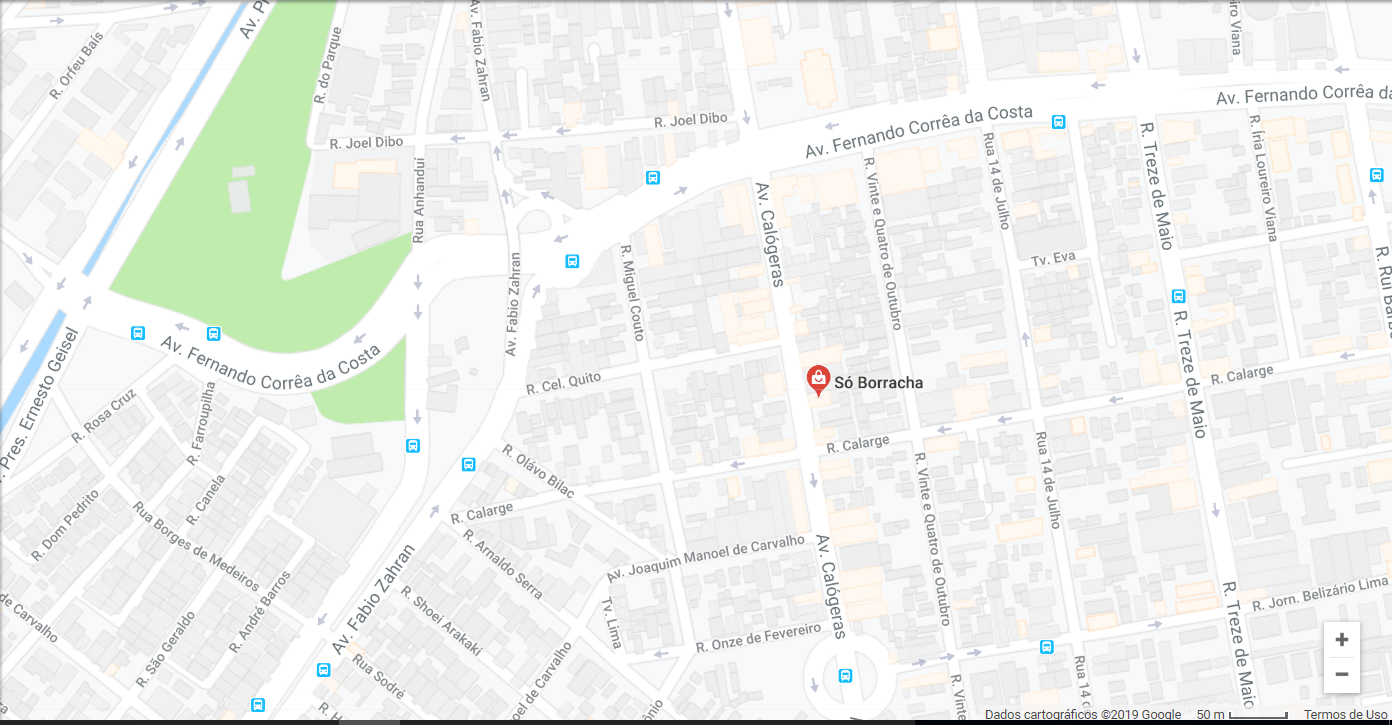 Av. Pr
Av. Fabio Zahran
iro Viana
R. Orfeu Baís
R. do Parque
Av. Fernando Corrêa da
R. Joel Dibo
Av. Fernando Corrêa da Costa
R. Joel Dibo
R. Treze de Maio
R. Íria Loureiro Viana
Rua 14 de Julho
Rua Anhanduí
R. Vinte e Quatro de Outubro
Av. Calógeras
Tv. Eva
R. Rui Barb
R. Miguel Couto
Av. Fabio Zahran
R. Treze de Maio
Av. Fernando Corrêa da Costa
Pres. Ernesto Geisel
R. Cel. Quito
Só Borracha
R. Calarge
R. Rosa Cruz
R. Farroupilha
R. Calarge
Rua 14 de Julho
R. Olávo Bilac
R. Vinte e Quatro de Outubro
R. Canela
R. Dom Pedrito
R. Calarge
Rua Borges de Medeiros
R. Arnaldo Serra
Av. Joaquim Manoel de Carvalho
Av. Calógeras
Av. Fabio Zahran
R. Shoei Arakaki
R. André Barros
de Carvalho
R. São Geraldo
Tv. Lima
R. Onze de Fevereiro
R. Jorn. Belizário Lima
R. Treze de Maio
Rua Sodré
oel de Carvalho
Rua 14 d
R. Vinte
R. H
ônio
Av.
+
−
Dados cartográficos ©2019 Google 50 m Termos de Uso